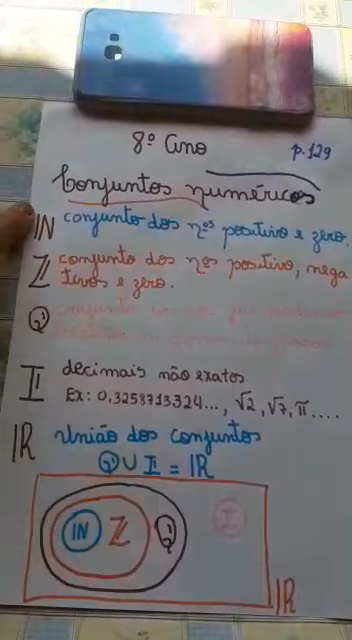 8º Ano p.129
Conjuntos numéricos
IN conjunto dos nºs positivo e zero.
Z conjunto dos nºs positivo, nega
tivos e zero.
Q conjunto
I decimais não exatos
Ex: 0,3258713324..., √2, √7, π....
IR União dos conjuntos
Q U I = IR
IN Z Q I
IR